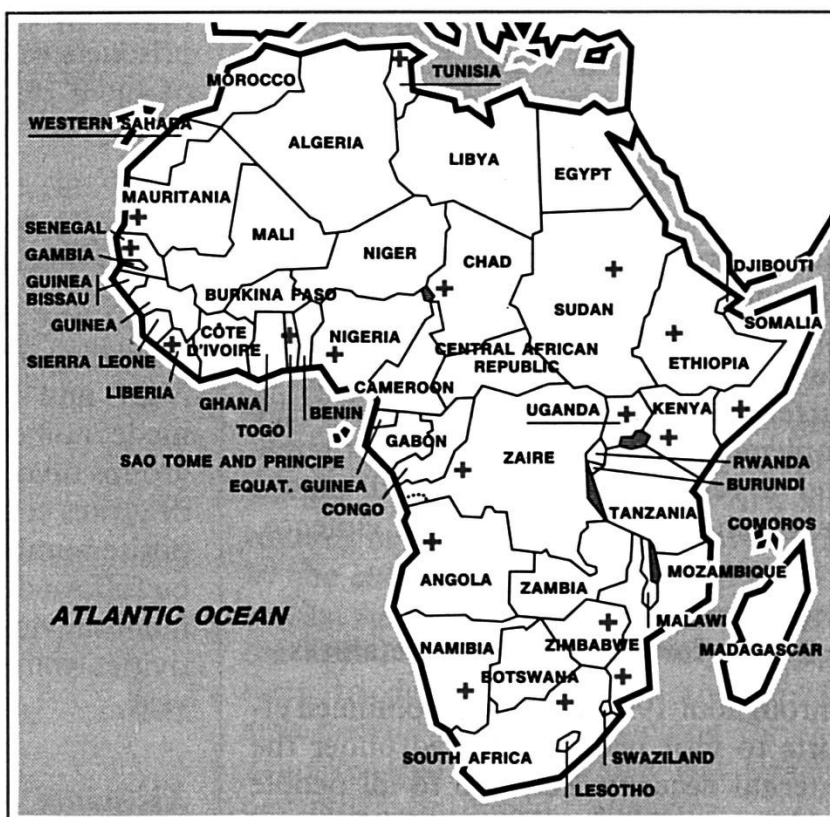 MOROCCO
TUNISIA
WESTERN SAHARA
ALGERIA
LIBYA
EGYPT
MAURITANIA
SENEGAL
MALI
NIGER
CHAD
GAMBIA
DJIBOUTI
GUINEA
BISSAU
BURKINA FASO
SUDAN
SOMALIA
GUINEA
CÔTE
D'IVOIRE
NIGERIA
CENTRAL AFRICAN
REPUBLIC
ETHIOPIA
SIERRA LEONE
LIBERIA
GHANA
BENIN
CAMEROON
UGANDA
KENYA
TOGO
GABON
ZAIRE
SAO TOME AND PRINCIPE
RWANDA
EQUAT. GUINEA
BURUNDI
CONGO
TANZANIA
COMOROS
ANGOLA
ZAMBIA
MOZAMBIQUE
ATLANTIC OCEAN
MALAWI
NAMIBIA
ZIMBABWE
MADAGASCAR
BOTSWANA
SOUTH AFRICA
SWAZILAND
LESOTHO